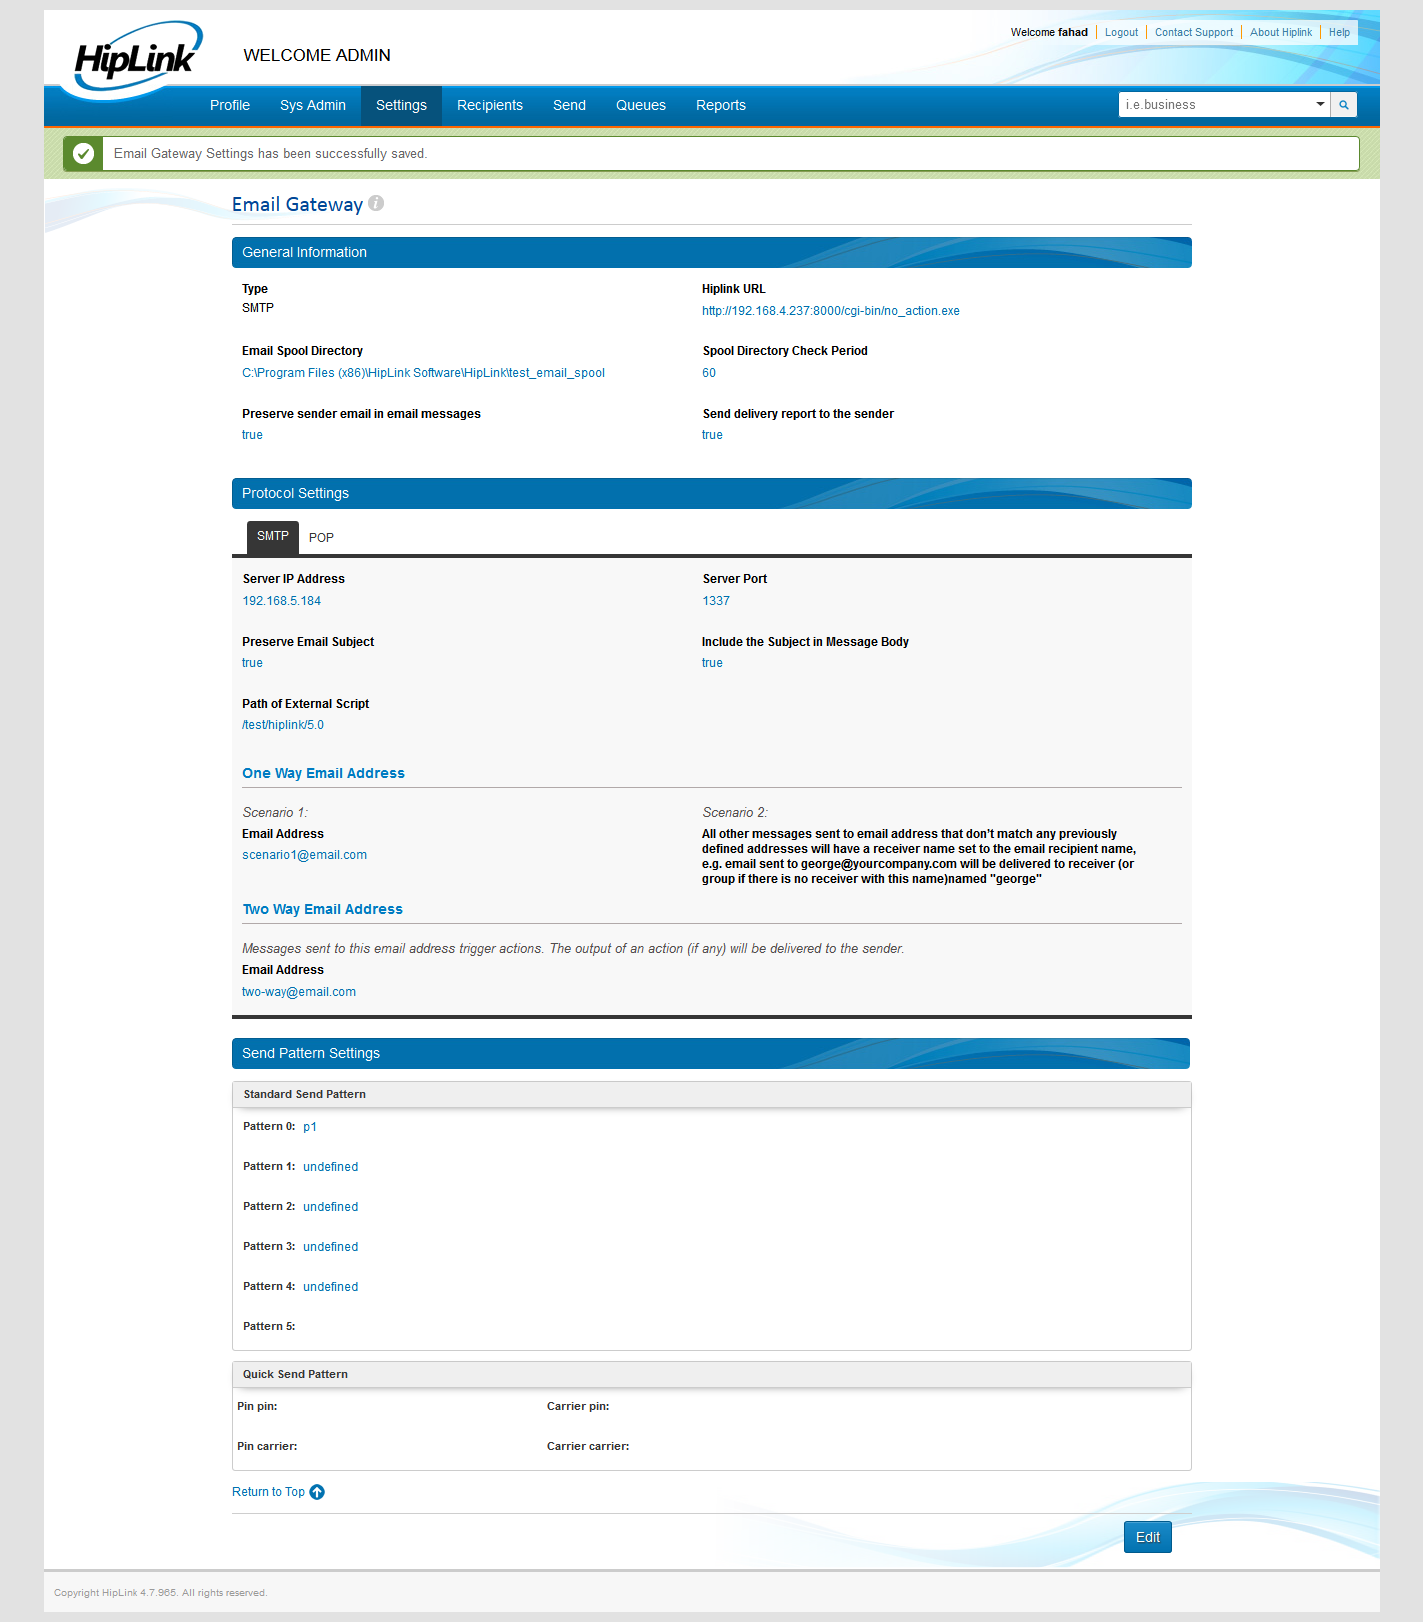 HipLink
WELCOME ADMIN
Welcome fahad Logout Contact Support About Hiplink Help
Profile Sys Admin Settings Recipients Send Queues Reports
i.e.business
Email Gateway Settings has been successfully saved.
Email Gateway i
General Information
Type Hiplink URL
SMTP http://192.168.4.237:8000/cgi-bin/no_action.exe
Email Spool Directory Spool Directory Check Period
C:\Program Files (x86)\HipLink Software\HipLink\test_email_spool 60
Preserve sender email in email messages Send delivery report to the sender
true true
Protocol Settings
SMTP POP
Server IP Address Server Port
192.168.5.184 1337
Preserve Email Subject Include the Subject in Message Body
true true
Path of External Script
/test/hiplink/5.0
One Way Email Address
Scenario 1:
Email Address
scenario1@email.com
Scenario 2:
All other messages sent to email address that don't match any previously
defined addresses will have a receiver name set to the email recipient name,
e.g. email sent to george@yourcompany.com will be delivered to receiver (or
group if there is no receiver with this name)named "george"
Two Way Email Address
Messages sent to this email address trigger actions. The output of an action (if any) will be delivered to the sender.
Email Address
two-way@email.com
Send Pattern Settings
Standard Send Pattern
Pattern 0: p1
Pattern 1: undefined
Pattern 2: undefined
Pattern 3: undefined
Pattern 4: undefined
Pattern 5:
Quick Send Pattern
Pin pin: Carrier pin:
Pin carrier: Carrier carrier:
Return to Top
Edit
Copyright HipLink 4.7.965. All rights reserved.